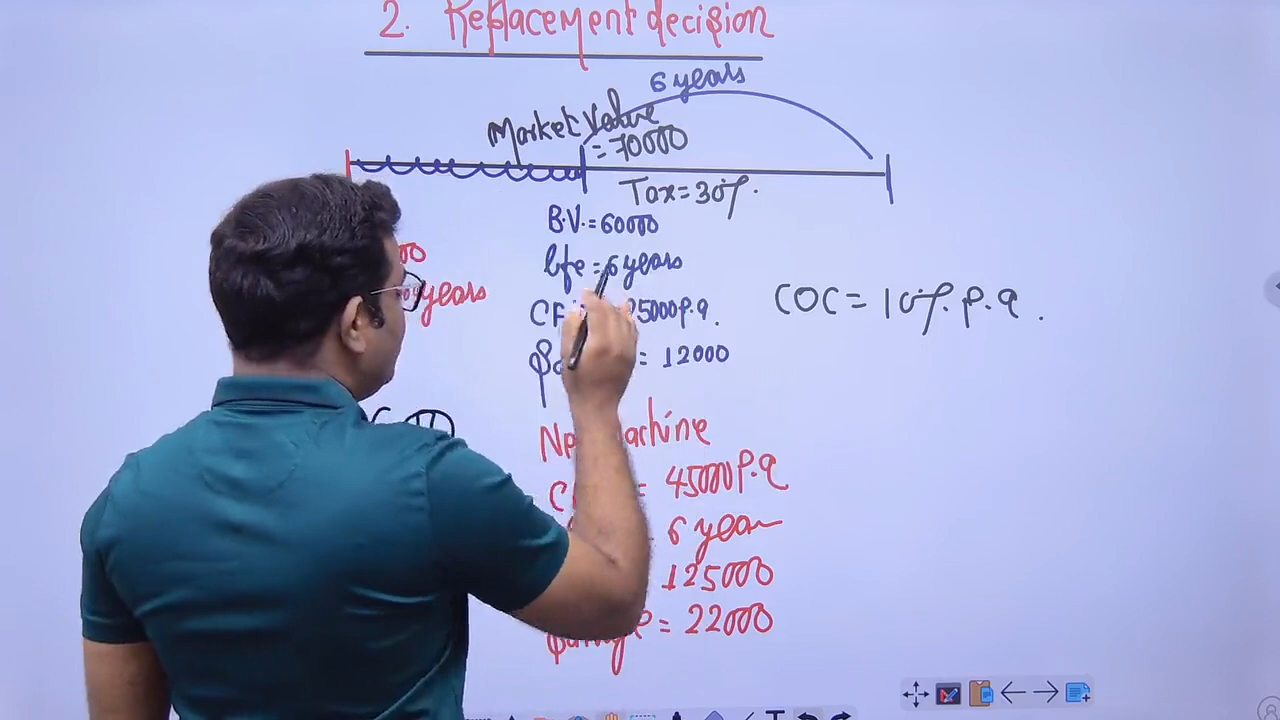 2. Replacement decision
6 years
Market Value
= 70000
Tax = 30%.
B.V. = 60000
life = 6 years
years
COC = 10%. p.a.
5000 p.a.
= 12000
= 45000 P.a
6 year
125000
= 22000